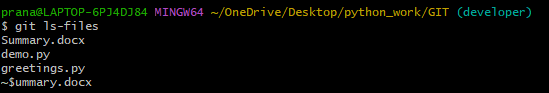 prana@LAPTOP-6PJ4DJ84 MINGW64 ~/OneDrive/Desktop/python_work/GIT (developer)
$ git ls-files
Summary.docx
demo.py
greetings.py
~$ummary.docx